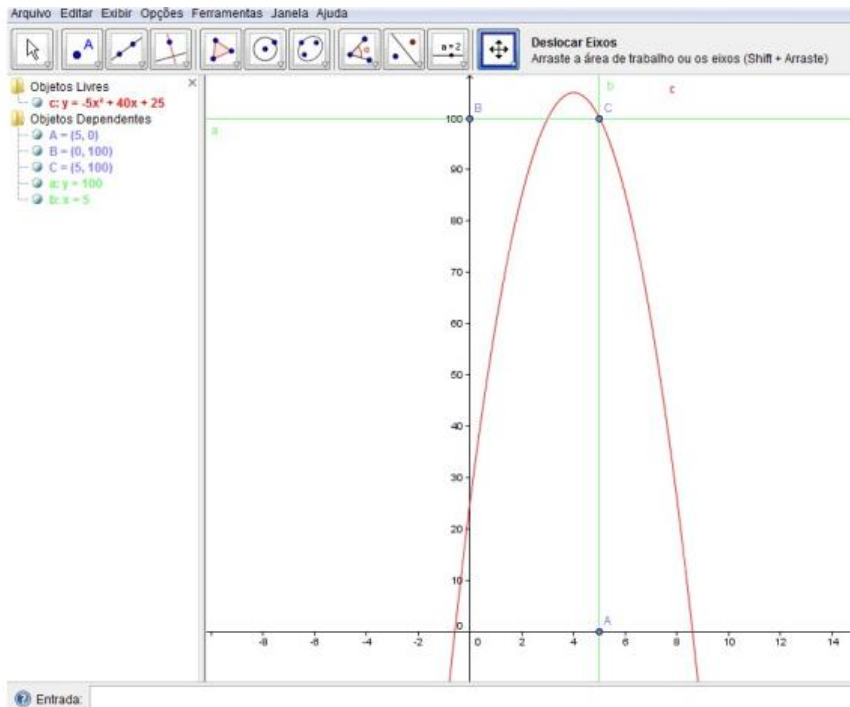 Arquivo Editar Exibir Opções Ferramentas Janela Ajuda
A
a=2
Deslocar Eixos
Arraste a área de trabalho ou os eixos (Shift + Arraste)
Objetos Livres
c: y = -5x² + 40x + 25
Objetos Dependentes
A = (5, 0)
B = (0, 100)
C = (5, 100)
a: y = 100
b: x = 5
b c
B C
a
100
90
80
70
60
50
40
30
20
10
0
A
-8 -6 -4 -2 0 2 4 6 8 10 12 14
Entrada: